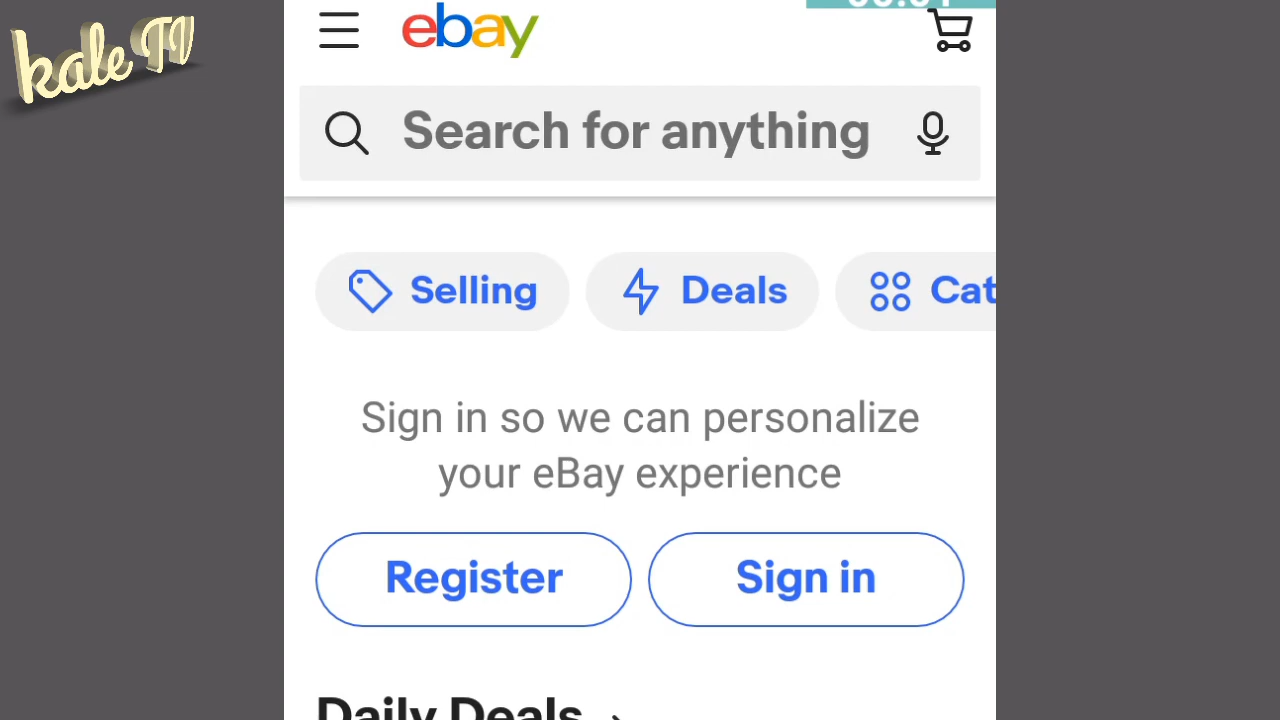 kale TV
ebay
Search for anything
Selling
Deals
Cat
Sign in so we can personalize
your eBay experience
Register
Sign in
Daily Deals